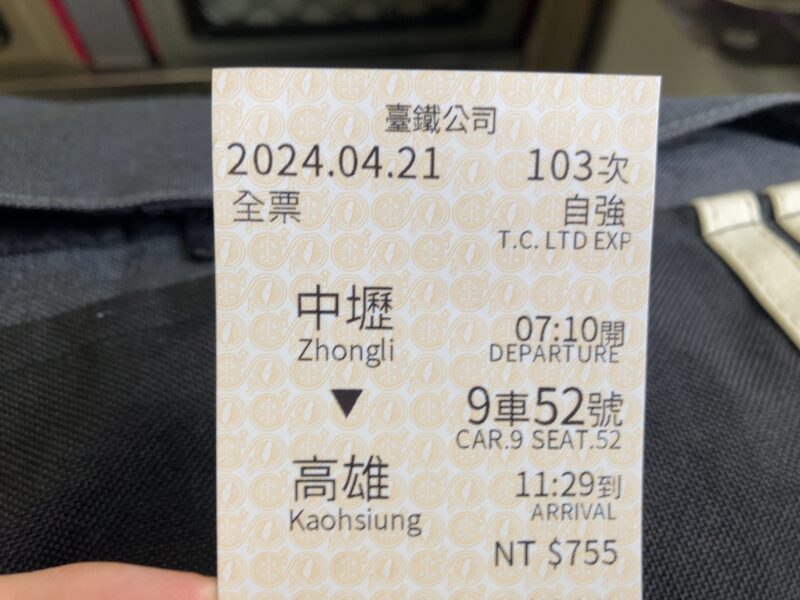 臺鐵公司
2024.04.21 103次
全票 自強
T.C. LTD EXP
中壢 07:10開
Zhongli DEPARTURE
▼ 9車52號
CAR.9 SEAT.52
高雄 11:29到
Kaohsiung ARRIVAL
NT $755